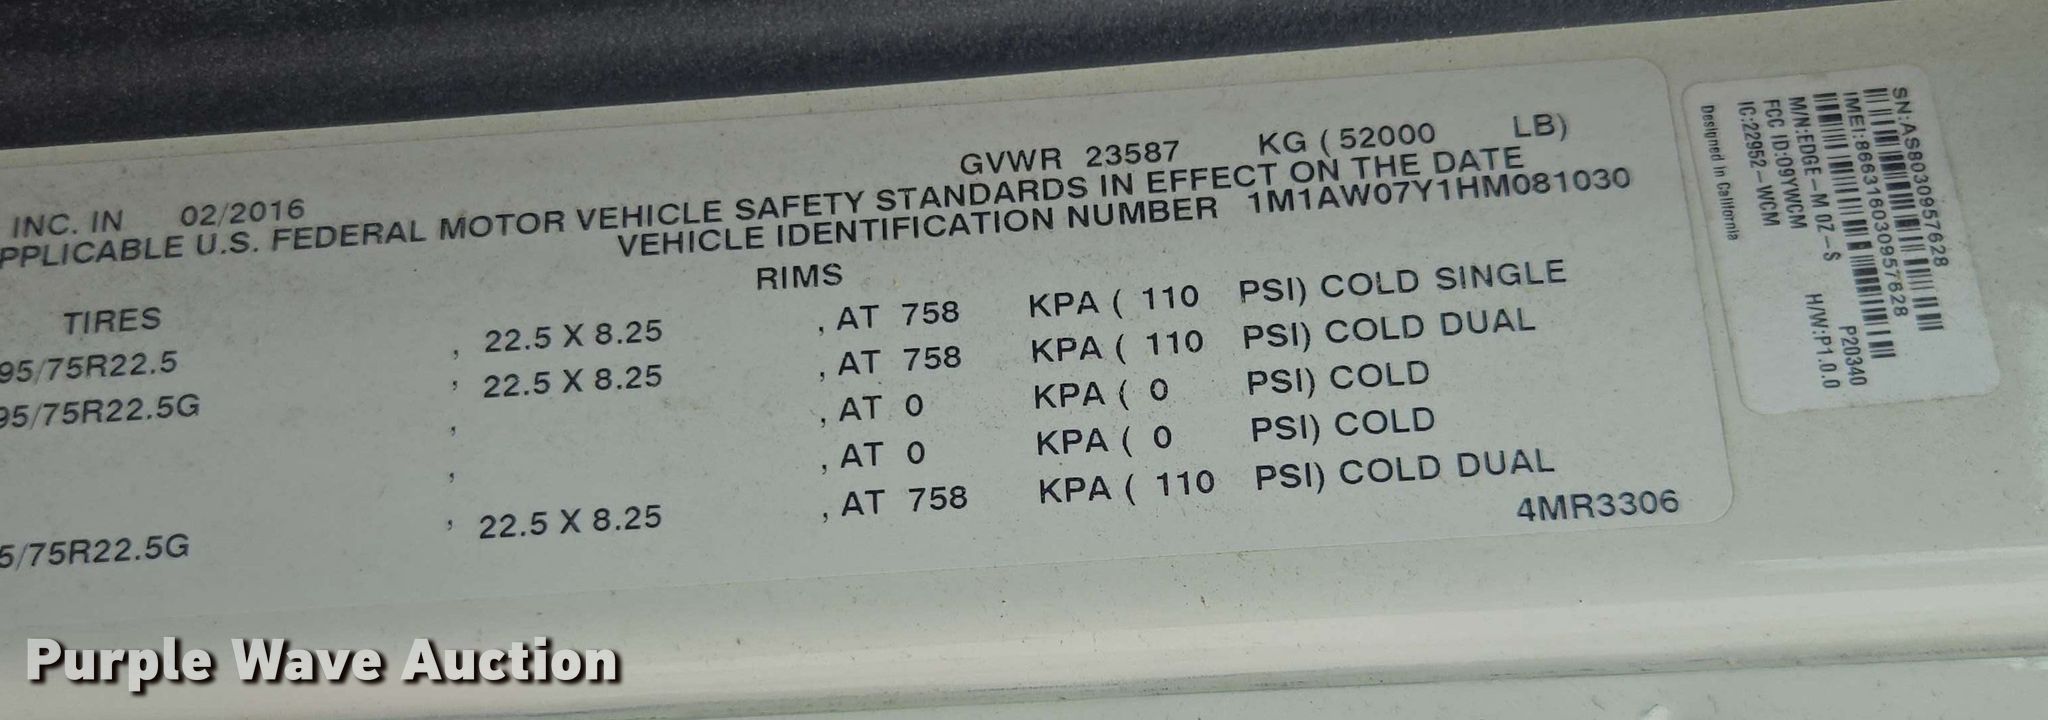 GVWR 23587 KG ( 52000 LB)
INC. IN 02/2016
PPLICABLE U.S. FEDERAL MOTOR VEHICLE SAFETY STANDARDS IN EFFECT ON THE DATE
VEHICLE IDENTIFICATION NUMBER 1M1AW07Y1HM081030
TIRES RIMS
95/75R22.5 , 22.5 X 8.25 , AT 758 KPA ( 110 PSI) COLD SINGLE
95/75R22.5G , 22.5 X 8.25 , AT 758 KPA ( 110 PSI) COLD DUAL
, , AT 0 KPA ( 0 PSI) COLD
, , AT 0 KPA ( 0 PSI) COLD
5/75R22.5G , 22.5 X 8.25 , AT 758 KPA ( 110 PSI) COLD DUAL
4MR3306
SN:AS8030957628
IMEI:866316030957628
P20340
M/N:EDGE-M 0Z-S H/W:P1.0.0
FCC ID:09YWCM
IC:22952-WCM
Designed in California
Purple Wave Auction